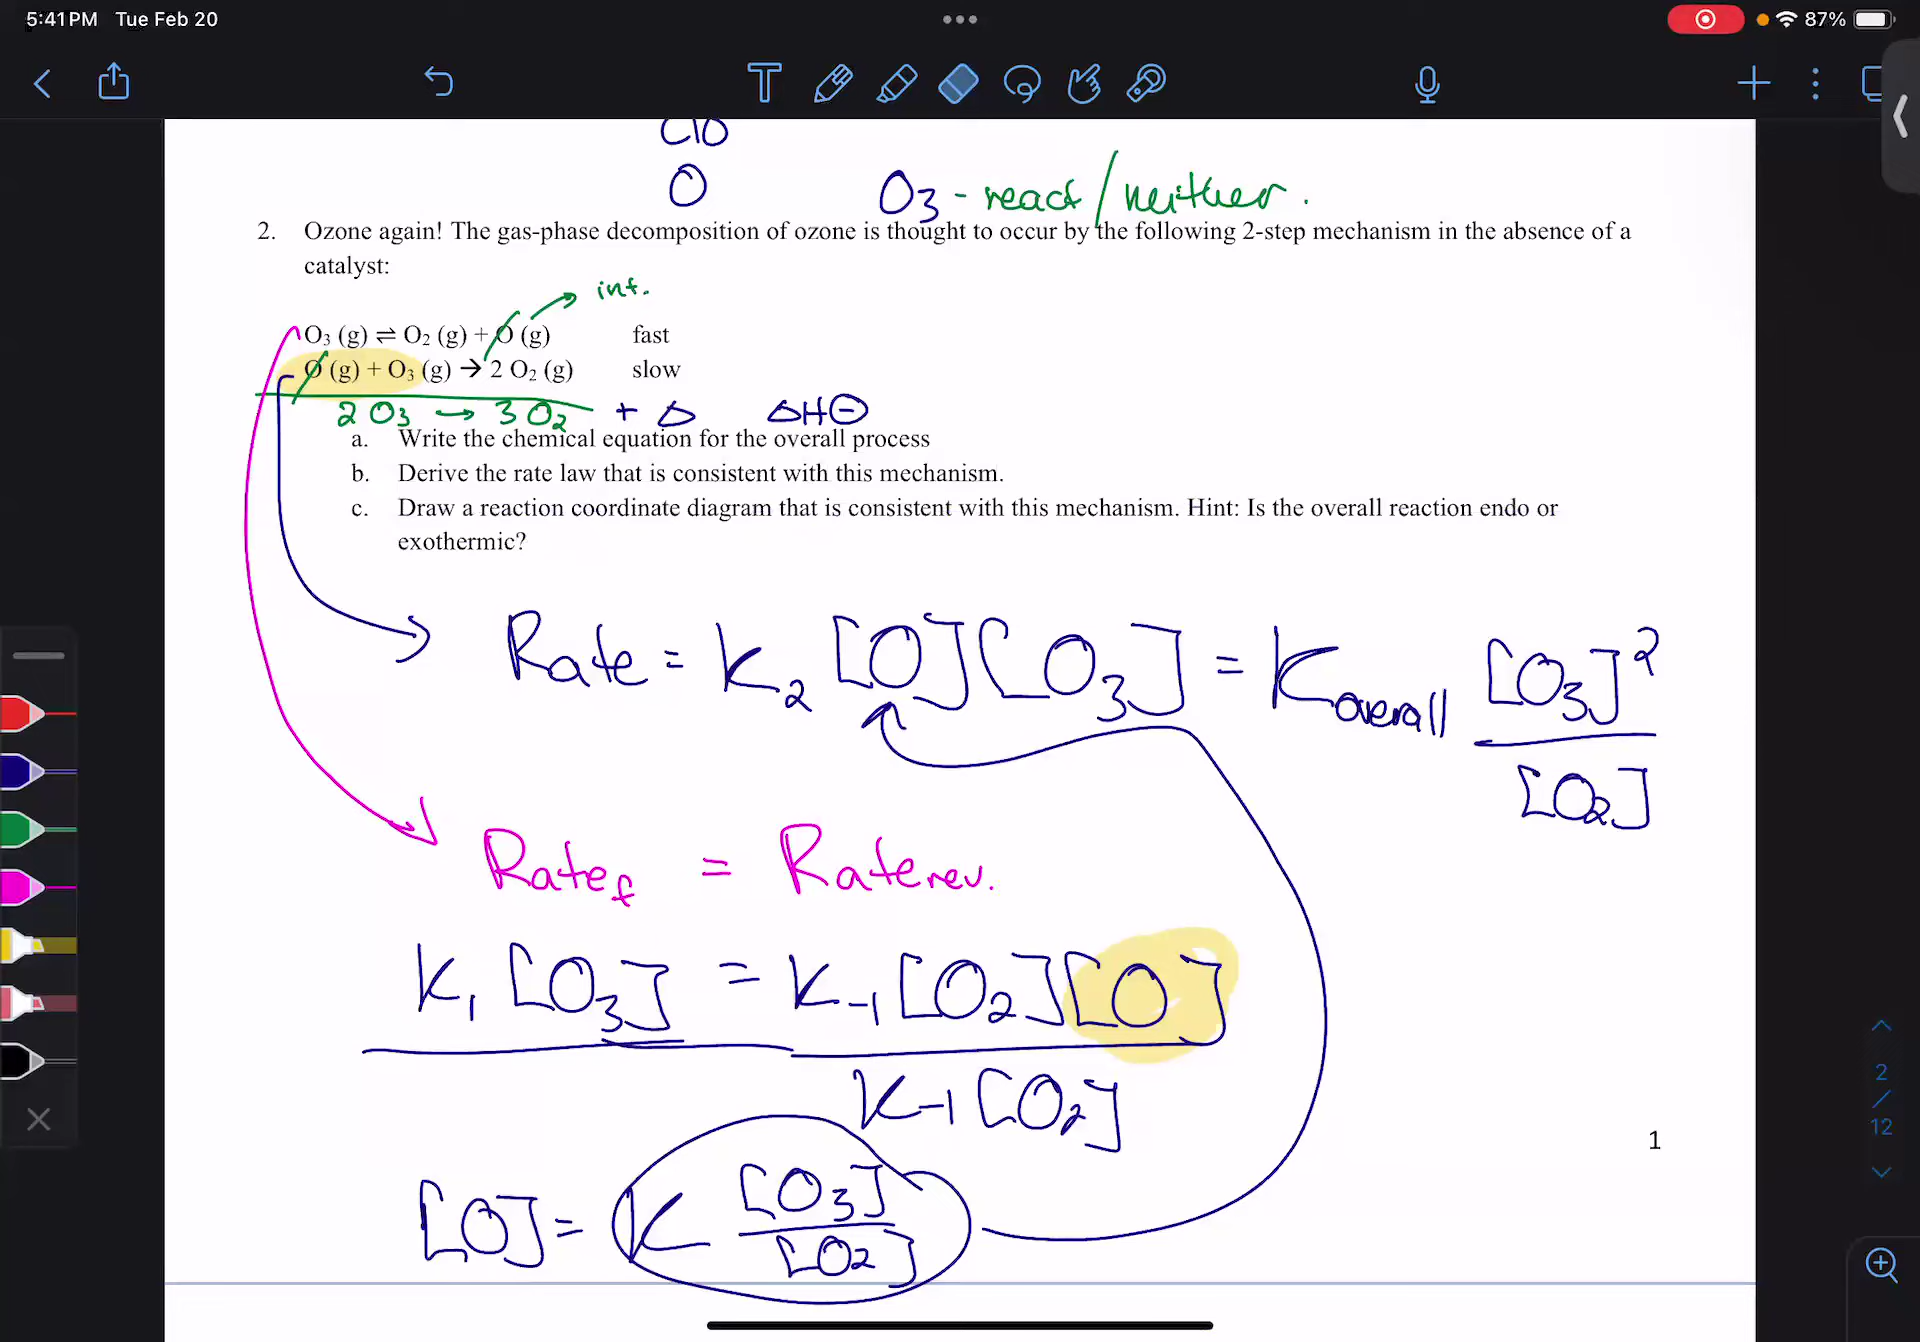 5:41 PM Tue Feb 20
87%
ClO
O
O3 - react / neither.
2. Ozone again! The gas-phase decomposition of ozone is thought to occur by the following 2-step mechanism in the absence of a
catalyst:
int.
O₃ (g) ⇌ O₂ (g) + O (g) fast
O (g) + O₃ (g) → 2 O₂ (g) slow
2 O3 → 3 O2 + Δ ΔH⊖
a. Write the chemical equation for the overall process
b. Derive the rate law that is consistent with this mechanism.
c. Draw a reaction coordinate diagram that is consistent with this mechanism. Hint: Is the overall reaction endo or
exothermic?
Rate = K₂ [O][O₃] = Koverall [O₃]²
[O₂]
Ratef = Raterev.
K₁ [O₃] = K₋₁ [O₂][O]
K₋₁ [O₂]
[O] = K [O₃]
[O₂]
1
2
/
12